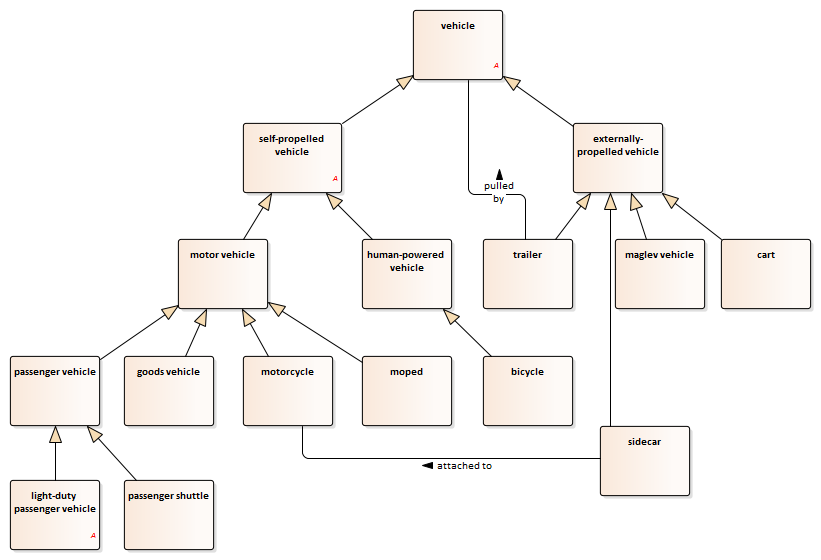 vehicle
A
self-propelled
vehicle
A
externally-
propelled vehicle
pulled
by
motor vehicle
human-powered
vehicle
trailer
maglev vehicle
cart
passenger vehicle
goods vehicle
motorcycle
moped
bicycle
sidecar
attached to
light-duty
passenger vehicle
A
passenger shuttle